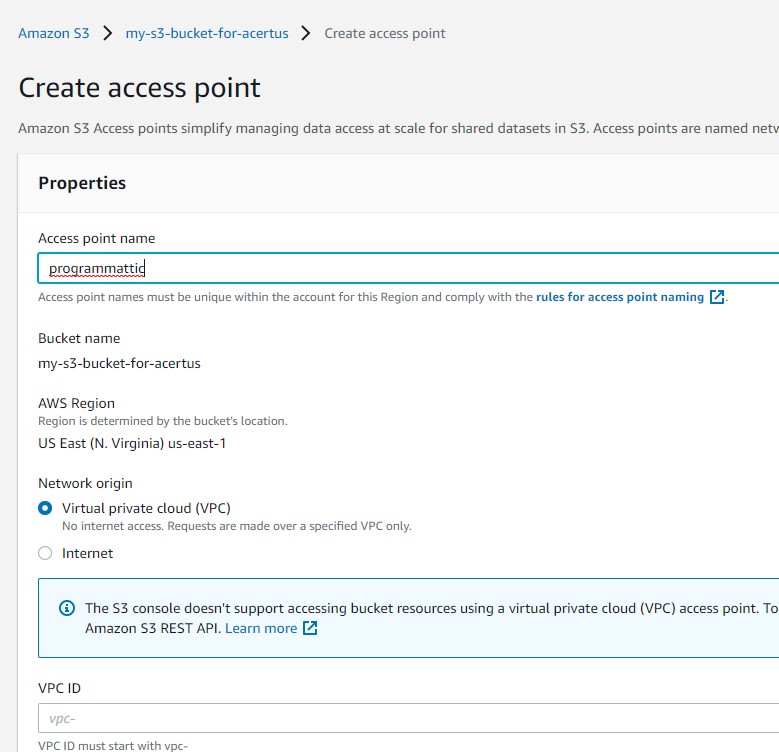 Amazon S3 > my-s3-bucket-for-acertus > Create access point
Create access point
Amazon S3 Access points simplify managing data access at scale for shared datasets in S3. Access points are named
Properties
Access point name
programmattic
Access point names must be unique within the account for this Region and comply with the rules for access point naming.
Bucket name
my-s3-bucket-for-acertus
AWS Region
Region is determined by the bucket's location.
US East (N. Virginia) us-east-1
Network origin
Virtual private cloud (VPC)
No internet access. Requests are made over a specified VPC only.
Internet
The S3 console doesn't support accessing bucket resources using a virtual private cloud (VPC) access point. To
Amazon S3 REST API. Learn more
VPC ID
vpc-
VPC ID must start with vpc-